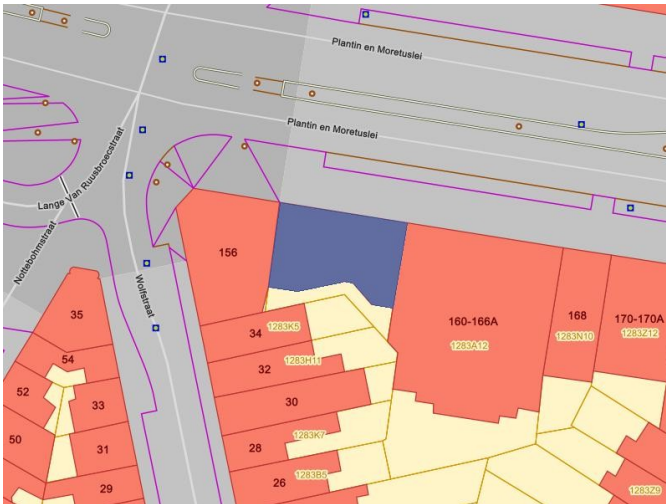 Plantin en Moretuslei
Plantin en Moretuslei
Lange Van Ruusbroecstraat
Nottebohmstraat
Wolfstraat
156
160-166A
1283A12
168
1283N10
170-170A
1283Z12
35
34
1283K5
54
32
1283H11
52
33
30
50
31
28
1283K7
29
26
1283B5
1283Z9